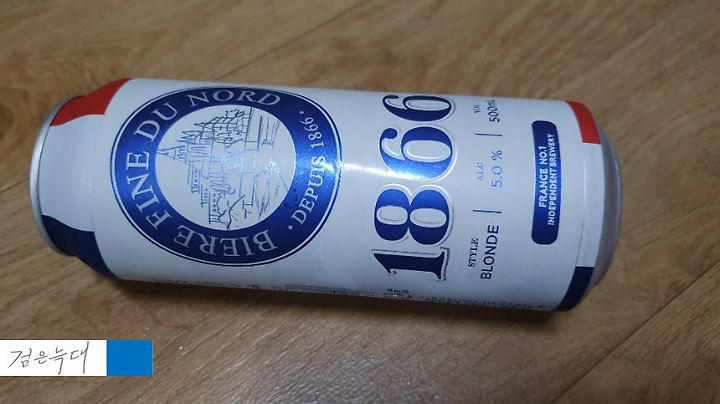 BIERE FINE DU NORD
· DEPUIS 1866 ·
1866
STYLE
BLONDE
ALC
5.0 %
VOL
500mL
FRANCE NO.1
INDEPENDENT BREWERY
검은늑대